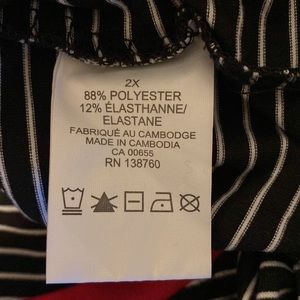 2X
88% POLYESTER
12% ÉLASTHANNE/
ELASTANE
FABRIQUÉ AU CAMBODGE
MADE IN CAMBODIA
CA 00655
RN 138760